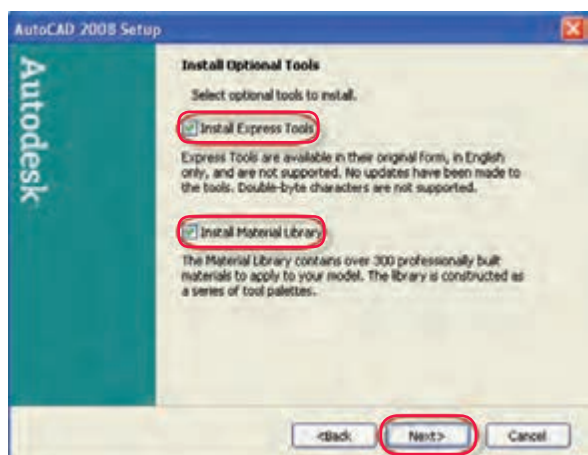 AutoCAD 2008 Setup
Autodesk
Install Optional Tools
Select optional tools to install.
Install Express Tools
Express Tools are available in their original form, in English
only, and are not supported. No updates have been made to
the tools. Double-byte characters are not supported.
Install Material Library
The Material Library contains over 300 professionally built
materials to apply to your model. The library is constructed as
a series of tool palettes.
<Back
Next>
Cancel